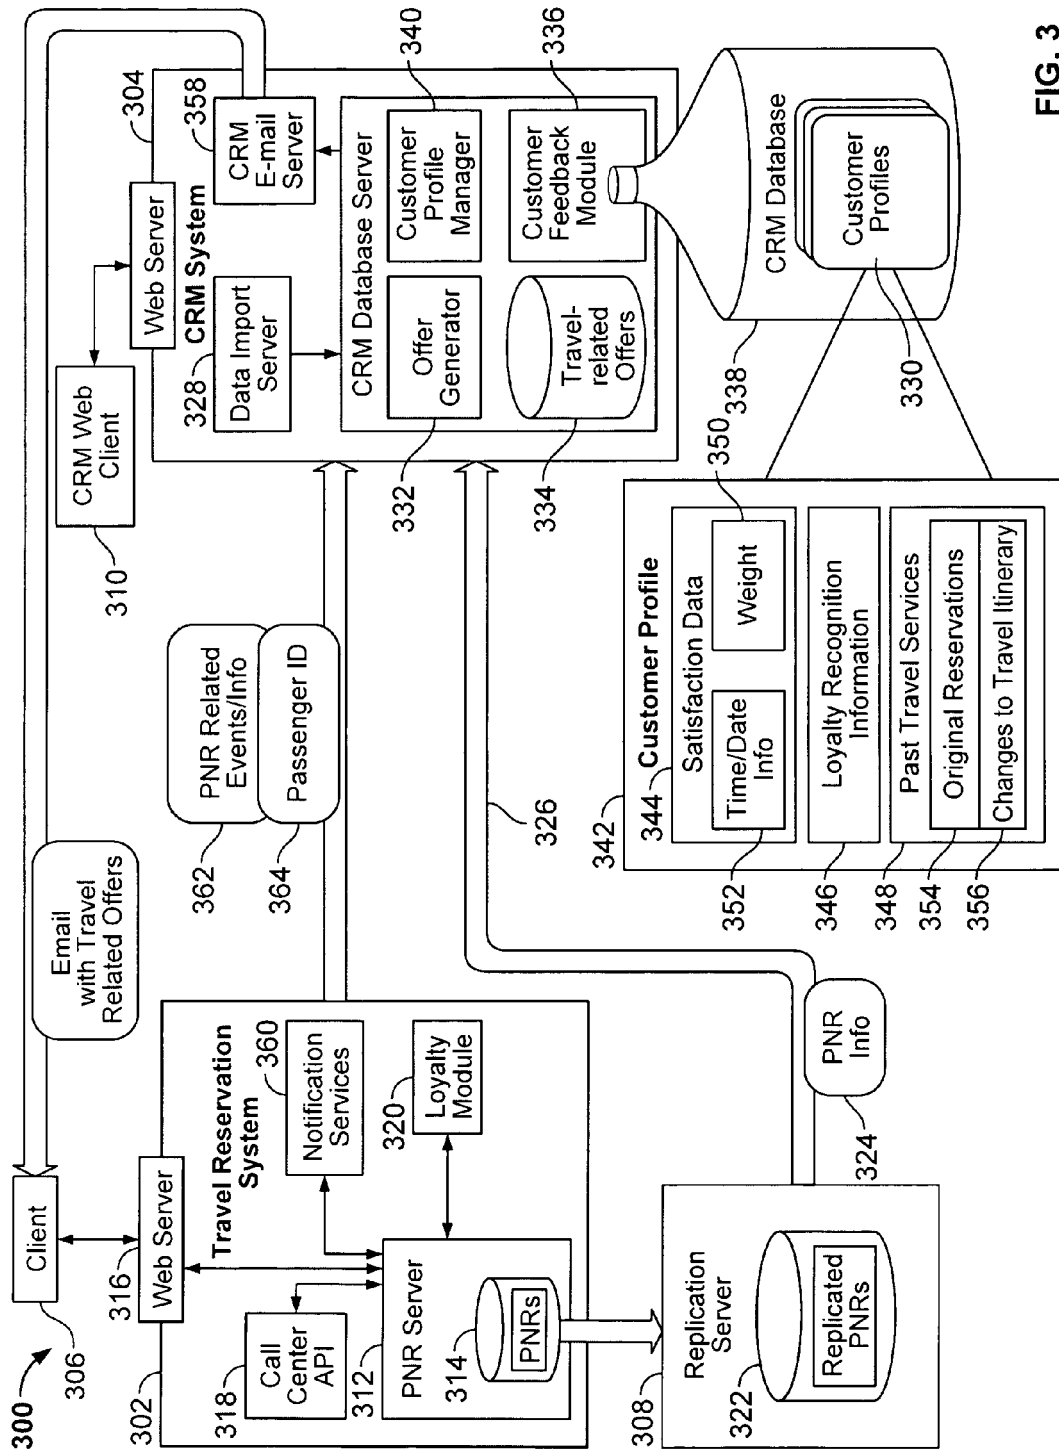 300
306
Client
Email
with Travel
Related Offers
302
316
Web Server
Travel Reservation
System
318
Call
Center
API
360
Notification
Services
320
Loyalty
Module
312
PNR Server
314
PNRs
308
Replication
Server
322
Replicated
PNRs
PNR
Info
324
326
362
PNR Related
Events/Info
364
Passenger ID
310
CRM Web
Client
304
Web Server
CRM System
328
Data Import
Server
358
CRM
E-mail
Server
CRM Database Server
332
Offer
Generator
340
Customer
Profile
Manager
334
Travel-
related
Offers
336
Customer
Feedback
Module
338
CRM Database
Customer
Profiles
330
342
Customer Profile
344
Satisfaction Data
352
Time/Date
Info
350
Weight
346
Loyalty Recognition
Information
348
Past Travel Services
354
Original Reservations
356
Changes to Travel Itinerary
FIG. 3